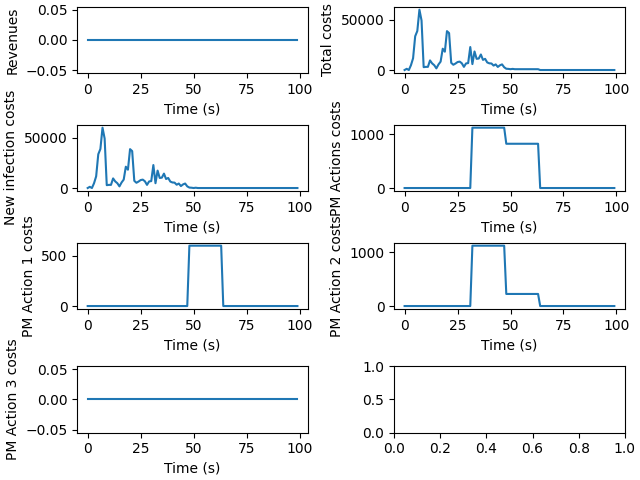 Revenues
0.05
0.00
−0.05
0 25 50 75 100
Time (s)
Total costs
50000
0
0 25 50 75 100
Time (s)
New infection costs
50000
0
0 25 50 75 100
Time (s)
PM Actions costs
1000
0
0 25 50 75 100
Time (s)
PM Action 1 costs
500
0
0 25 50 75 100
Time (s)
PM Action 2 costs
1000
0
0 25 50 75 100
Time (s)
PM Action 3 costs
0.05
0.00
−0.05
0 25 50 75 100
Time (s)
1.0
0.5
0.0
0.0 0.2 0.4 0.6 0.8 1.0